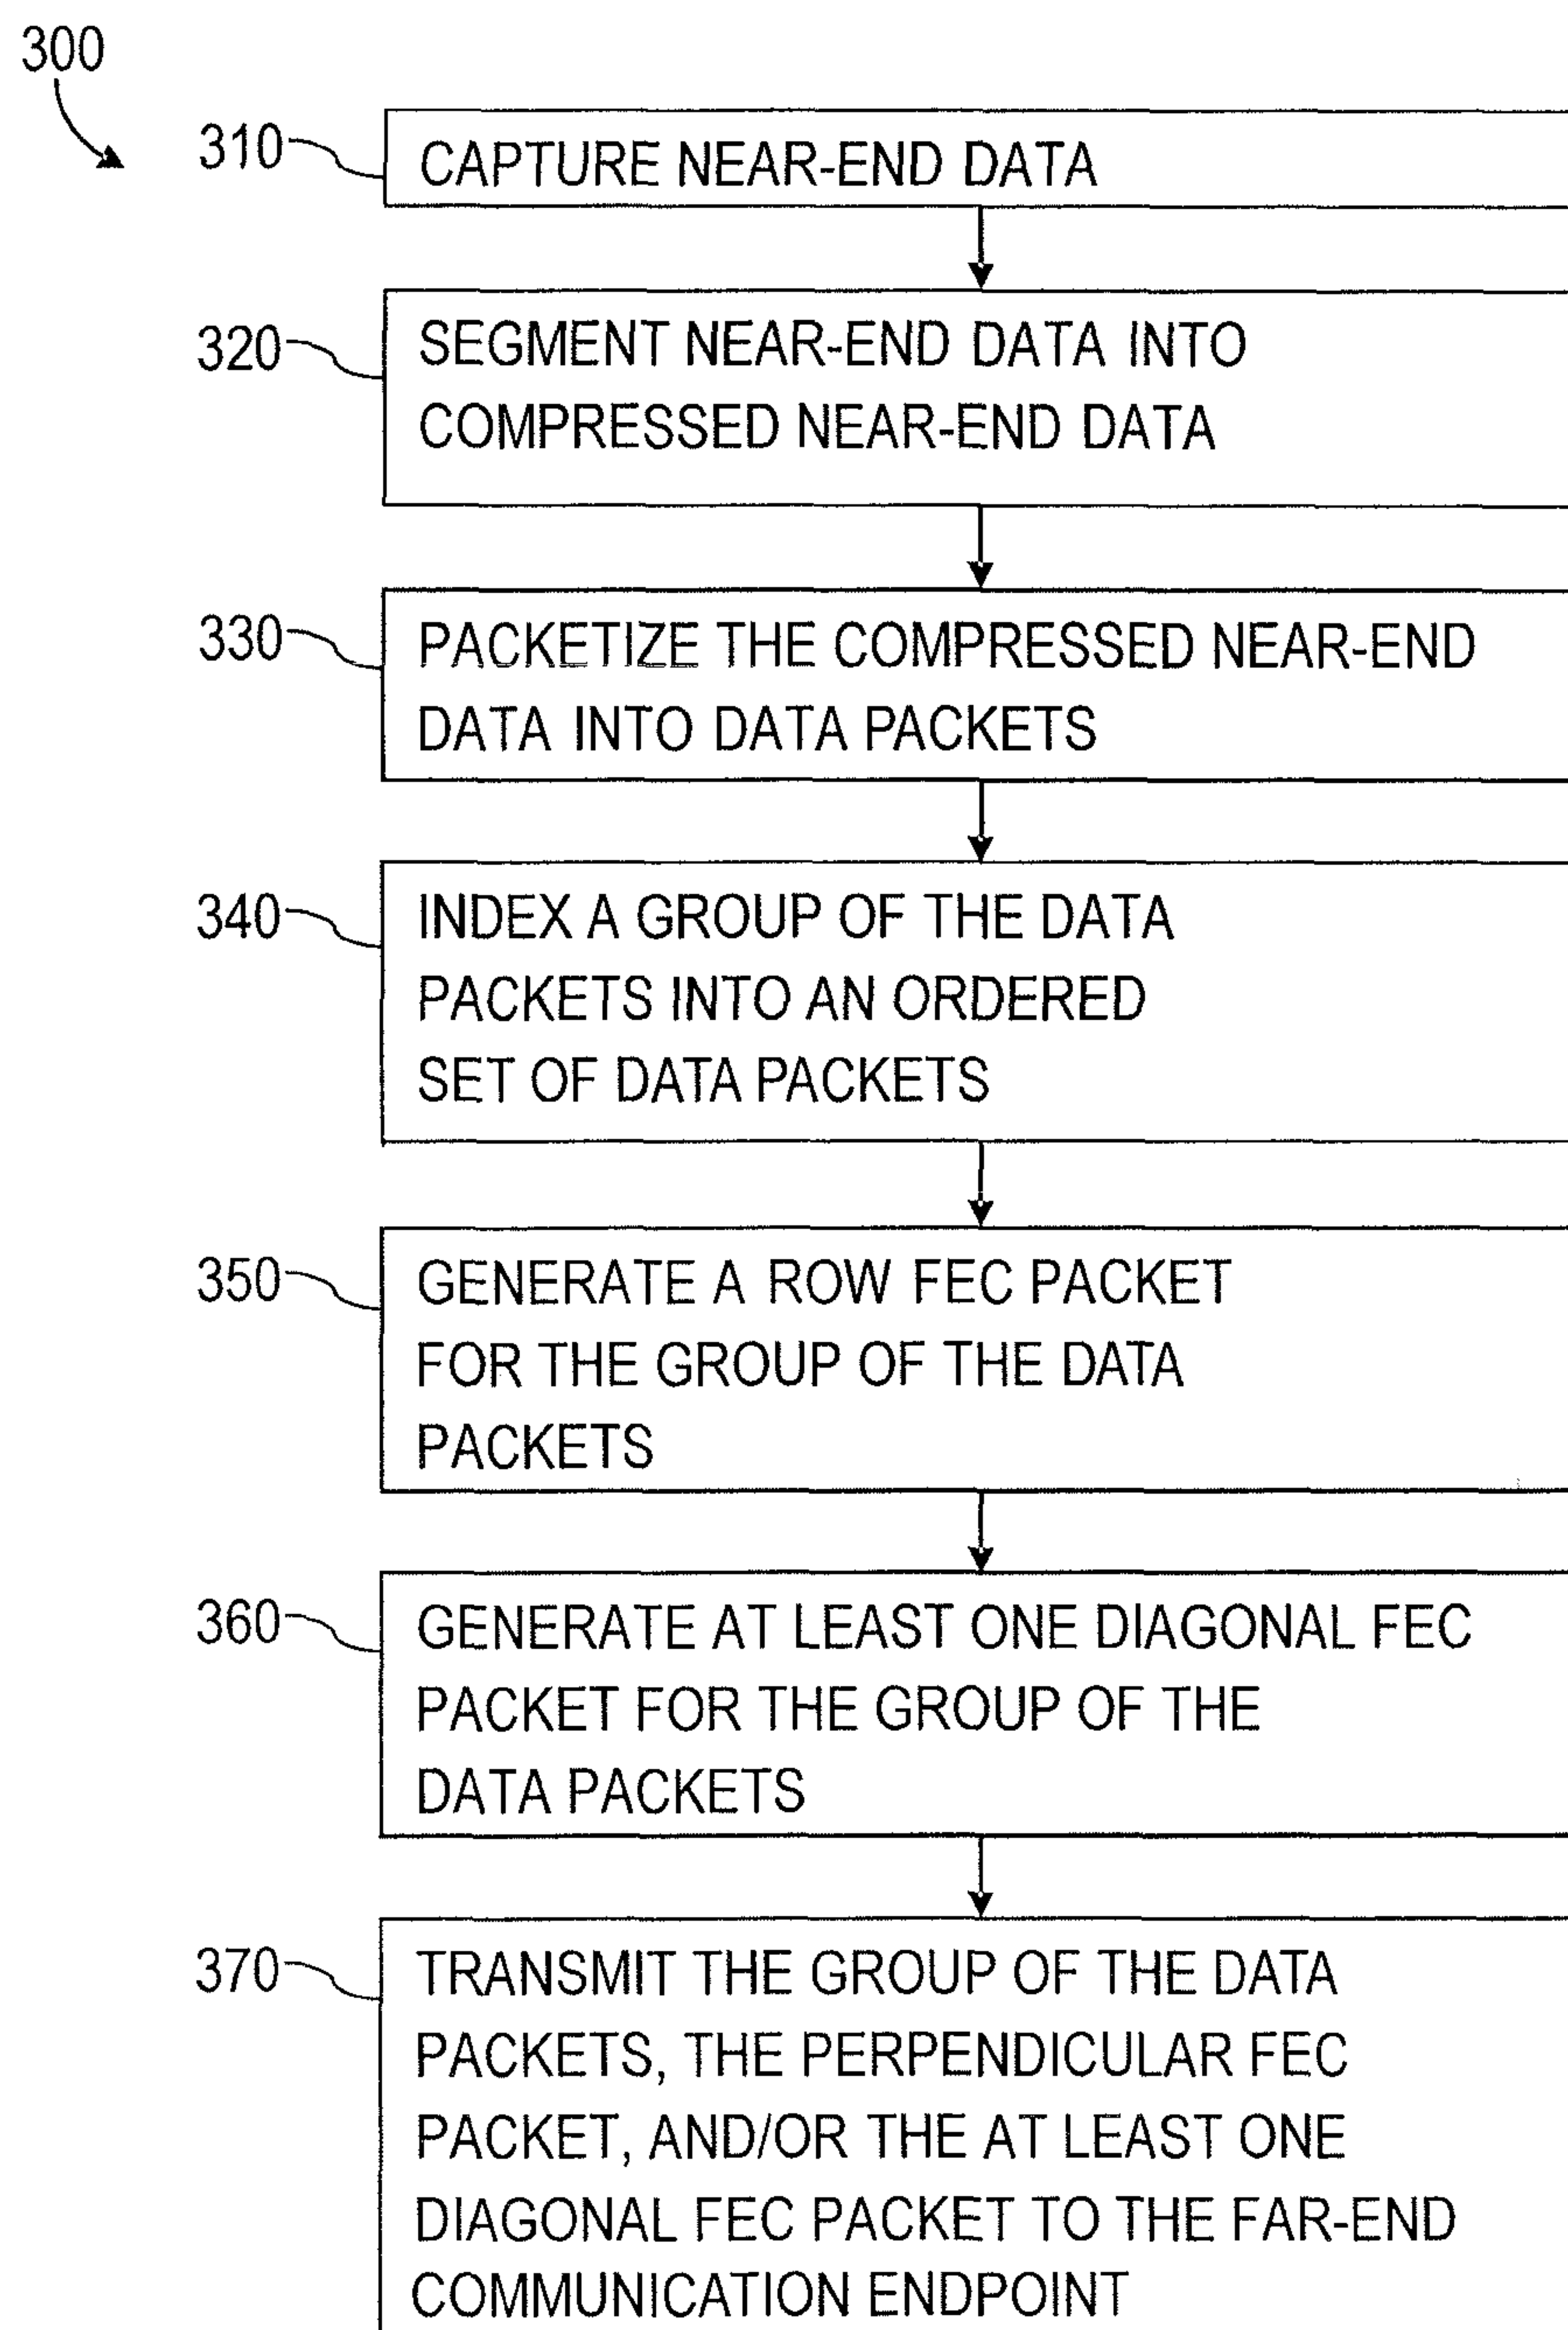 300
310
CAPTURE NEAR-END DATA
320
SEGMENT NEAR-END DATA INTO
COMPRESSED NEAR-END DATA
330
PACKETIZE THE COMPRESSED NEAR-END
DATA INTO DATA PACKETS
340
INDEX A GROUP OF THE DATA
PACKETS INTO AN ORDERED
SET OF DATA PACKETS
350
GENERATE A ROW FEC PACKET
FOR THE GROUP OF THE DATA
PACKETS
360
GENERATE AT LEAST ONE DIAGONAL FEC
PACKET FOR THE GROUP OF THE
DATA PACKETS
370
TRANSMIT THE GROUP OF THE DATA
PACKETS, THE PERPENDICULAR FEC
PACKET, AND/OR THE AT LEAST ONE
DIAGONAL FEC PACKET TO THE FAR-END
COMMUNICATION ENDPOINT